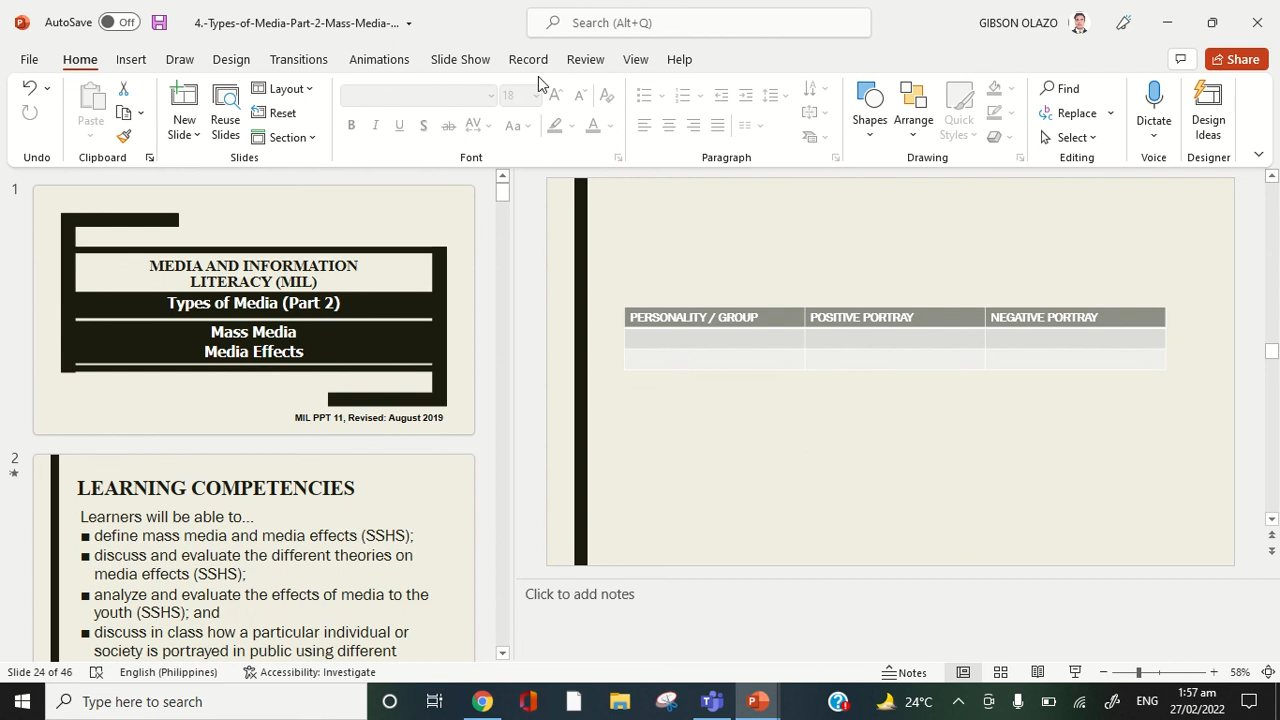 AutoSave Off 4.-Types-of-Media-Part-2-Mass-Media-... Search (Alt+Q) GIBSON OLAZO
File Home Insert Draw Design Transitions Animations Slide Show Record Review View Help Share
Undo
Paste
Clipboard
New Slide
Reuse Slides
Layout
Reset
Section
Slides
18
B I U S ab AV Aa A
Font
Paragraph
Shapes
Arrange
Quick Styles
Drawing
Find
Replace
Select
Editing
Dictate
Voice
Design Ideas
Designer
1
MEDIA AND INFORMATION
LITERACY (MIL)
Types of Media (Part 2)
Mass Media
Media Effects
MIL PPT 11, Revised: August 2019
2
LEARNING COMPETENCIES
Learners will be able to...
■ define mass media and media effects (SSHS);
■ discuss and evaluate the different theories on
media effects (SSHS);
■ analyze and evaluate the effects of media to the
youth (SSHS); and
■ discuss in class how a particular individual or
society is portrayed in public using different
PERSONALITY / GROUP POSITIVE PORTRAY NEGATIVE PORTRAY
Click to add notes
Slide 24 of 46 English (Philippines) Accessibility: Investigate Notes 58%
Type here to search 24°C ENG 1:57 am
27/02/2022